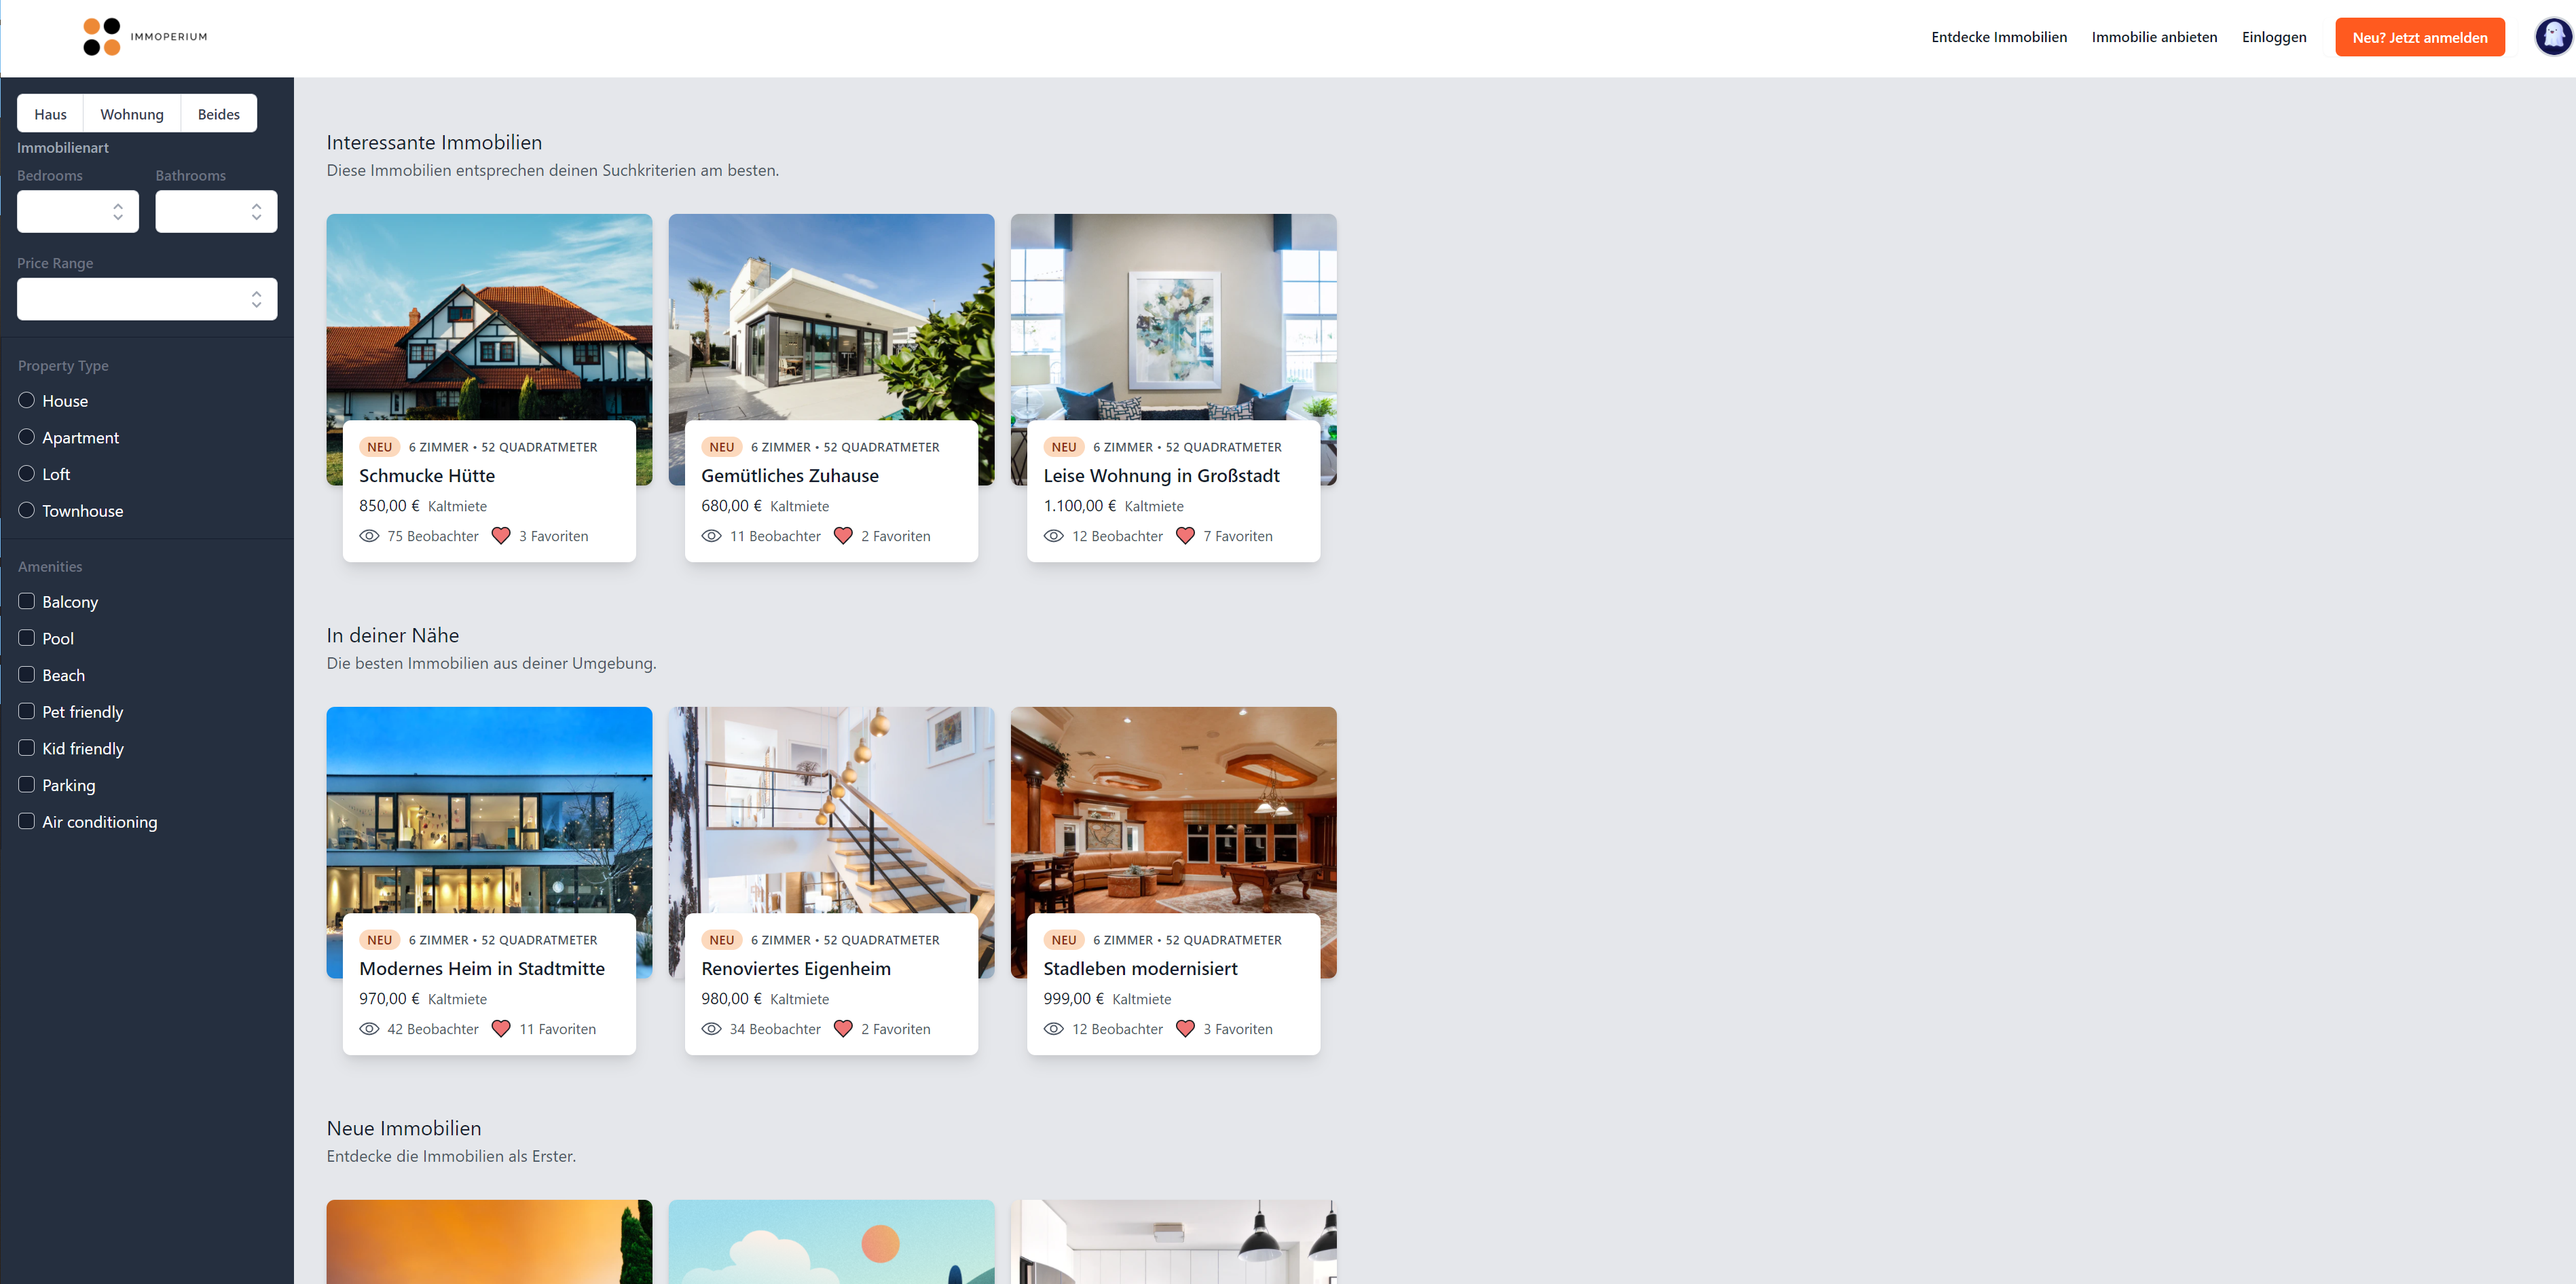 IMMOPERIUM
Entdecke Immobilien
Immobilie anbieten
Einloggen
Neu? Jetzt anmelden
Haus
Wohnung
Beides
Immobilienart
Bedrooms
Bathrooms
Price Range
Property Type
House
Apartment
Loft
Townhouse
Amenities
Balcony
Pool
Beach
Pet friendly
Kid friendly
Parking
Air conditioning
Interessante Immobilien
Diese Immobilien entsprechen deinen Suchkriterien am besten.
NEU 6 ZIMMER • 52 QUADRATMETER
Schmucke Hütte
850,00 € Kaltmiete
75 Beobachter 3 Favoriten
NEU 6 ZIMMER • 52 QUADRATMETER
Gemütliches Zuhause
680,00 € Kaltmiete
11 Beobachter 2 Favoriten
NEU 6 ZIMMER • 52 QUADRATMETER
Leise Wohnung in Großstadt
1.100,00 € Kaltmiete
12 Beobachter 7 Favoriten
In deiner Nähe
Die besten Immobilien aus deiner Umgebung.
NEU 6 ZIMMER • 52 QUADRATMETER
Modernes Heim in Stadtmitte
970,00 € Kaltmiete
42 Beobachter 11 Favoriten
NEU 6 ZIMMER • 52 QUADRATMETER
Renoviertes Eigenheim
980,00 € Kaltmiete
34 Beobachter 2 Favoriten
NEU 6 ZIMMER • 52 QUADRATMETER
Stadleben modernisiert
999,00 € Kaltmiete
12 Beobachter 3 Favoriten
Neue Immobilien
Entdecke die Immobilien als Erster.